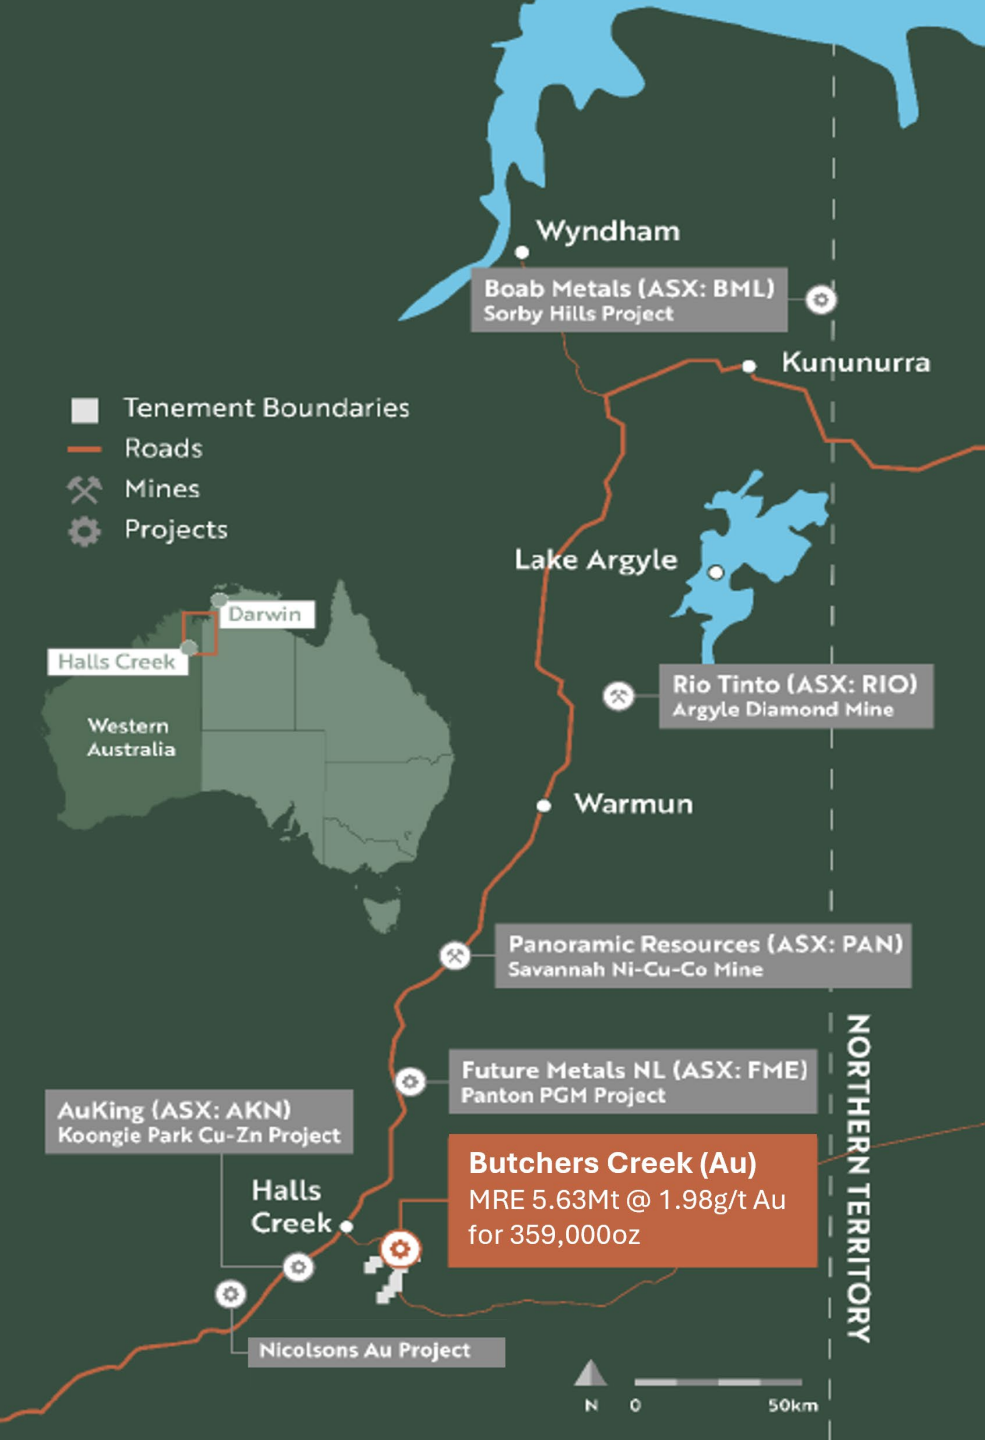 Wyndham
Boab Metals (ASX: BML)
Sorby Hills Project
Kununurra
Tenement Boundaries
Roads
Mines
Projects
Lake Argyle
Darwin
Halls Creek
Western
Australia
Rio Tinto (ASX: RIO)
Argyle Diamond Mine
Warmun
Panoramic Resources (ASX: PAN)
Savannah Ni-Cu-Co Mine
NORTHERN TERRITORY
Future Metals NL (ASX: FME)
Panton PGM Project
AuKing (ASX: AKN)
Koongie Park Cu-Zn Project
Butchers Creek (Au)
MRE 5.63Mt @ 1.98g/t Au
for 359,000oz
Halls
Creek
Nicolsons Au Project
N 0 50km